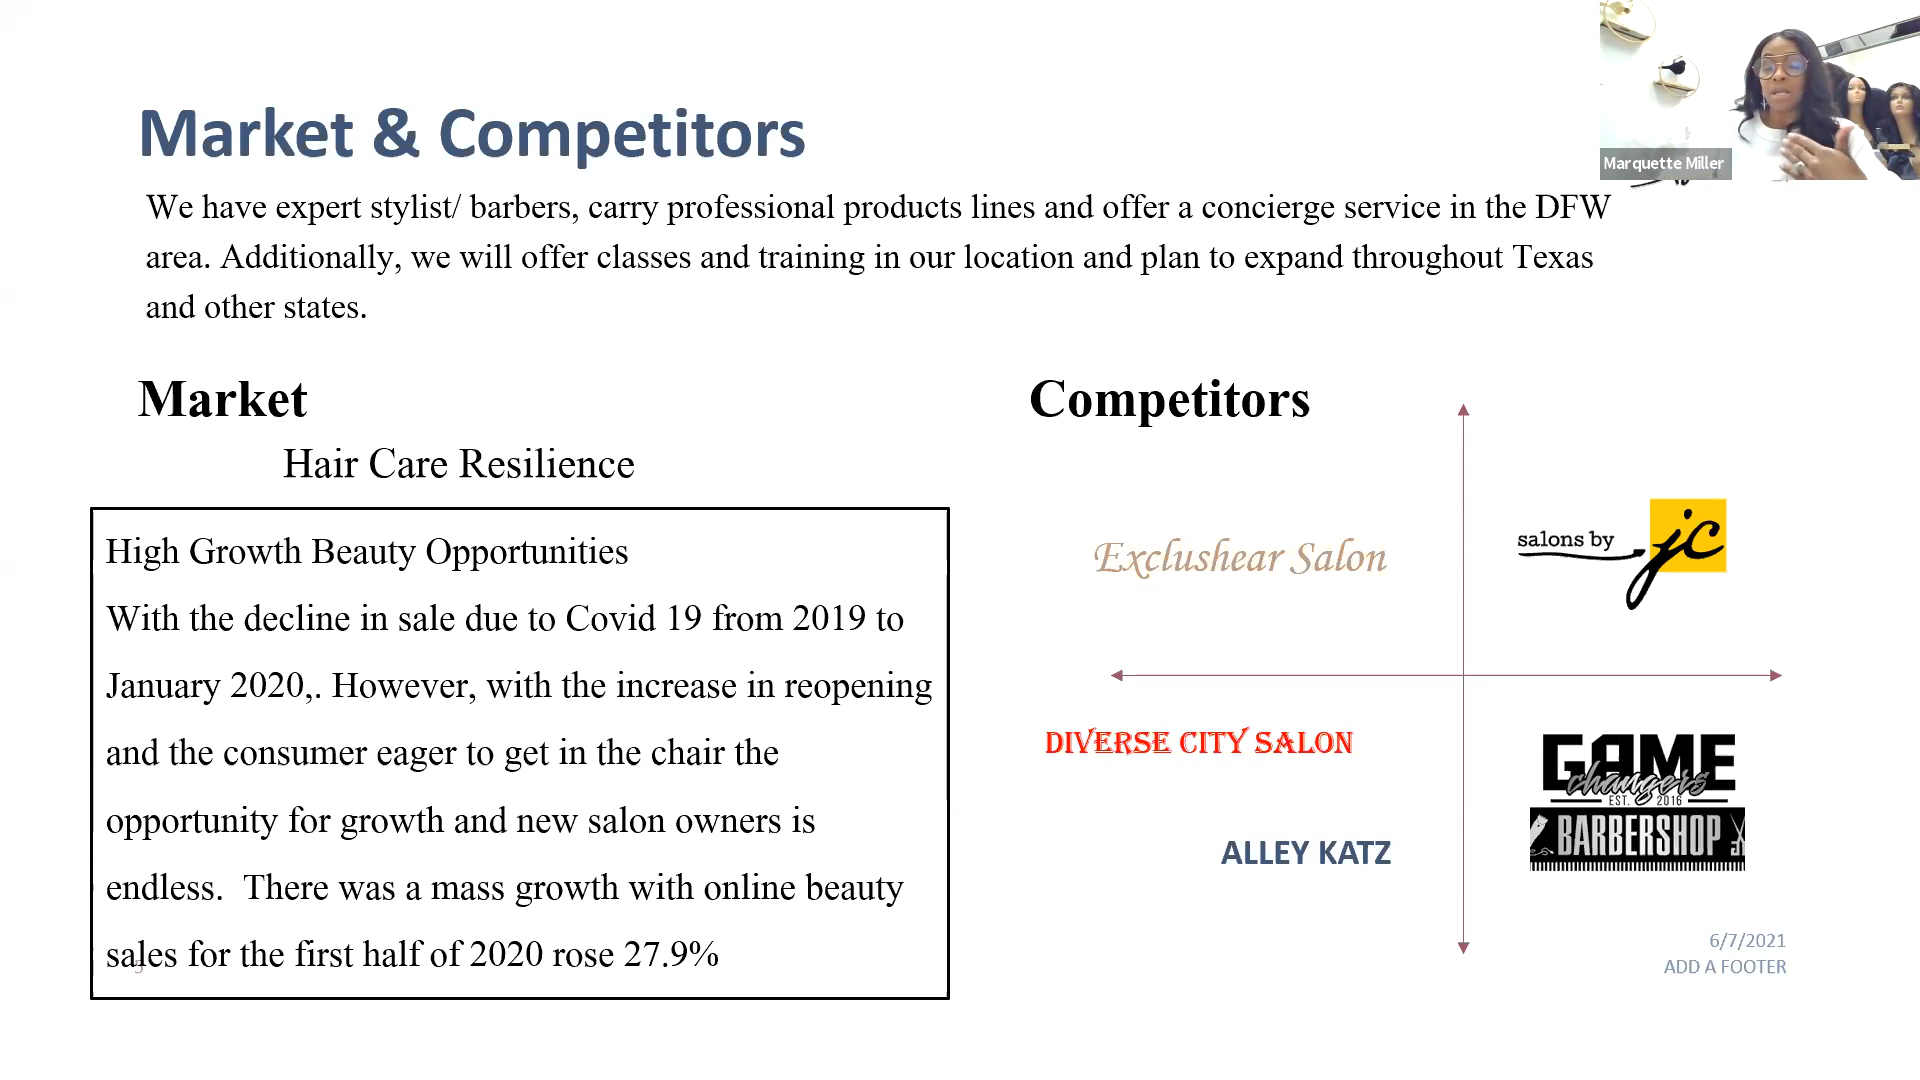 Market & Competitors
Marquette Miller
We have expert stylist/ barbers, carry professional products lines and offer a concierge service in the DFW
area. Additionally, we will offer classes and training in our location and plan to expand throughout Texas
and other states.
Market
Hair Care Resilience
High Growth Beauty Opportunities
With the decline in sale due to Covid 19 from 2019 to
January 2020,. However, with the increase in reopening
and the consumer eager to get in the chair the
opportunity for growth and new salon owners is
endless.  There was a mass growth with online beauty
sales for the first half of 2020 rose 27.9%
5
Competitors
Exclushear Salon
salons by jc
DIVERSE CITY SALON
ALLEY KATZ
GAME
changers
EST. 2016
BARBERSHOP
6/7/2021
ADD A FOOTER